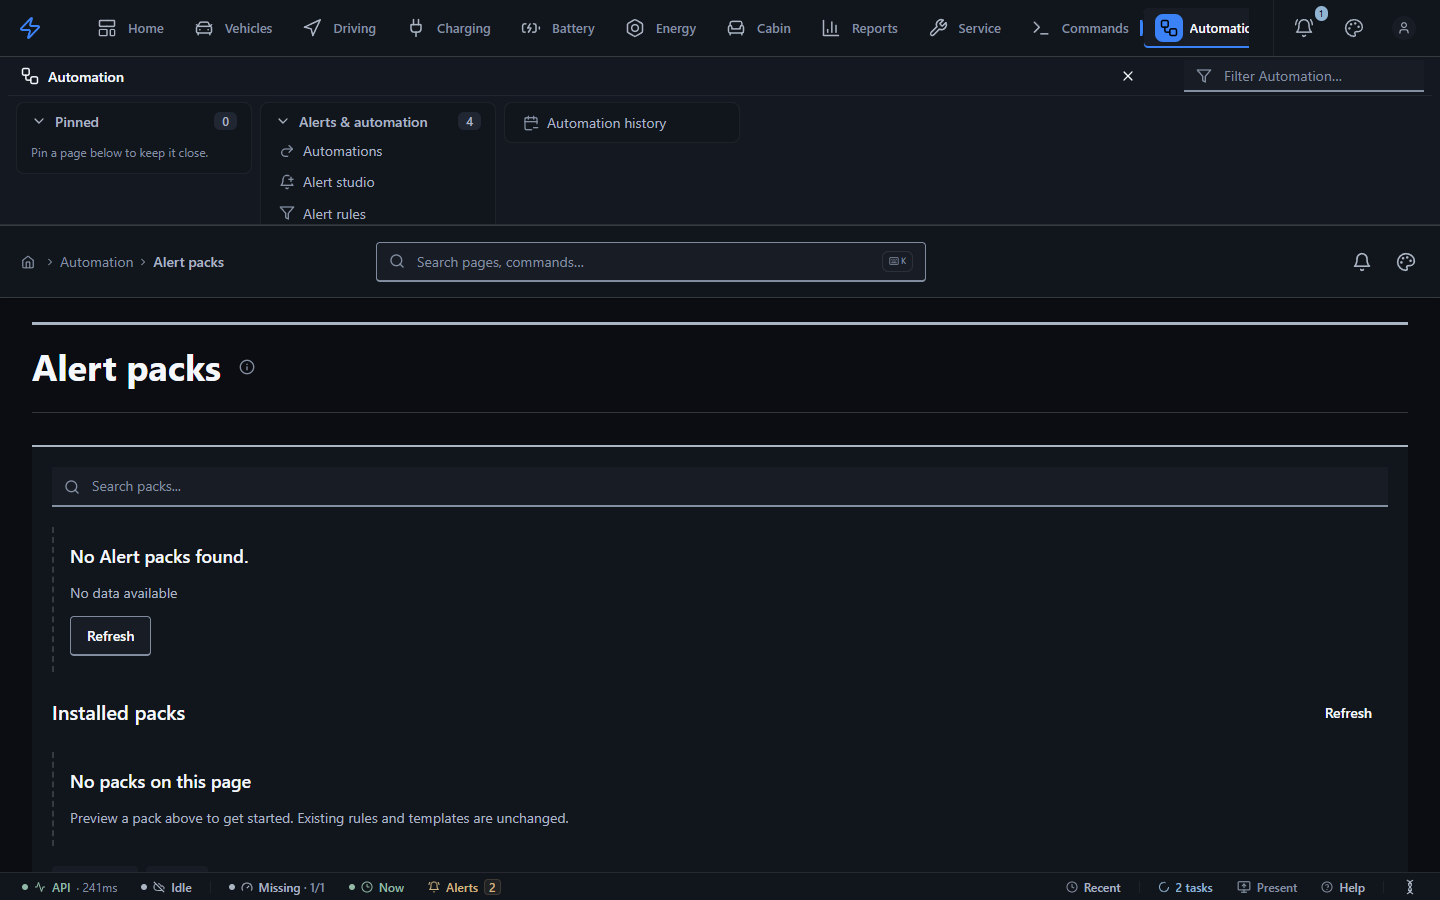 Home
Vehicles
Driving
Charging
Battery
Energy
Cabin
Reports
Service
Commands
Automatic
1
Automation
Filter Automation...
Pinned
0
Pin a page below to keep it close.
Alerts & automation
4
Automations
Alert studio
Alert rules
Automation history
Automation
Alert packs
Search pages, commands...
K
Alert packs
Search packs...
No Alert packs found.
No data available
Refresh
Installed packs
Refresh
No packs on this page
Preview a pack above to get started. Existing rules and templates are unchanged.
API · 241ms
Idle
Missing · 1/1
Now
Alerts 2
Recent
2 tasks
Present
Help